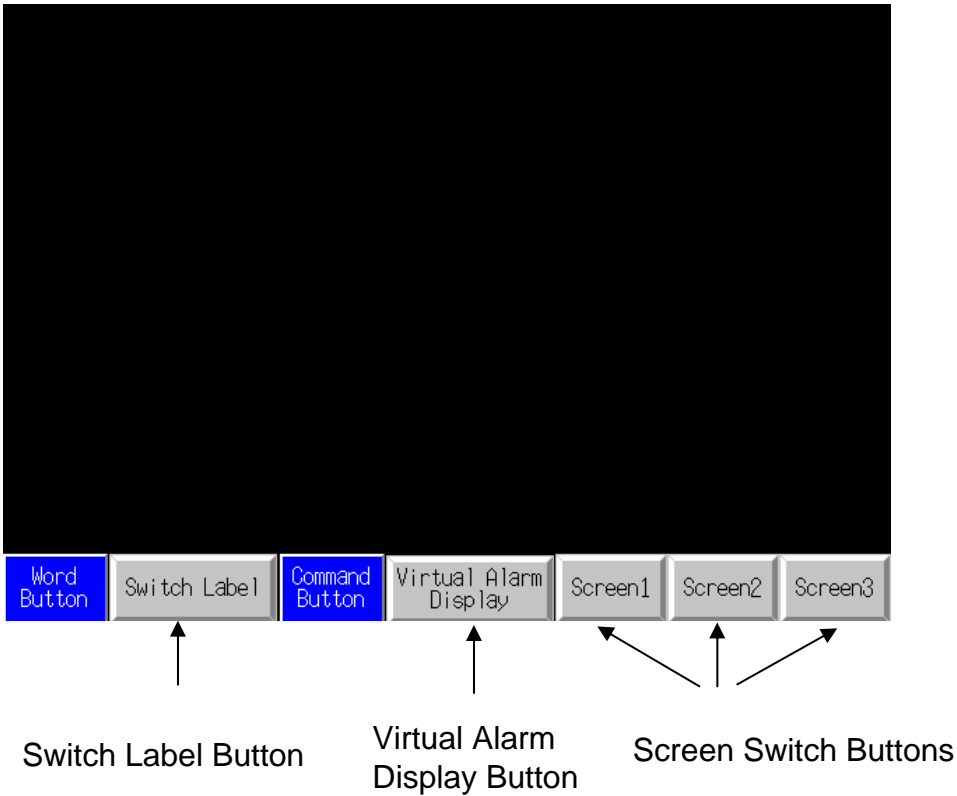 Word
Button
Switch Label
Command
Button
Virtual Alarm
Display
Screen1
Screen2
Screen3
Switch Label Button
Virtual Alarm
Display Button
Screen Switch Buttons